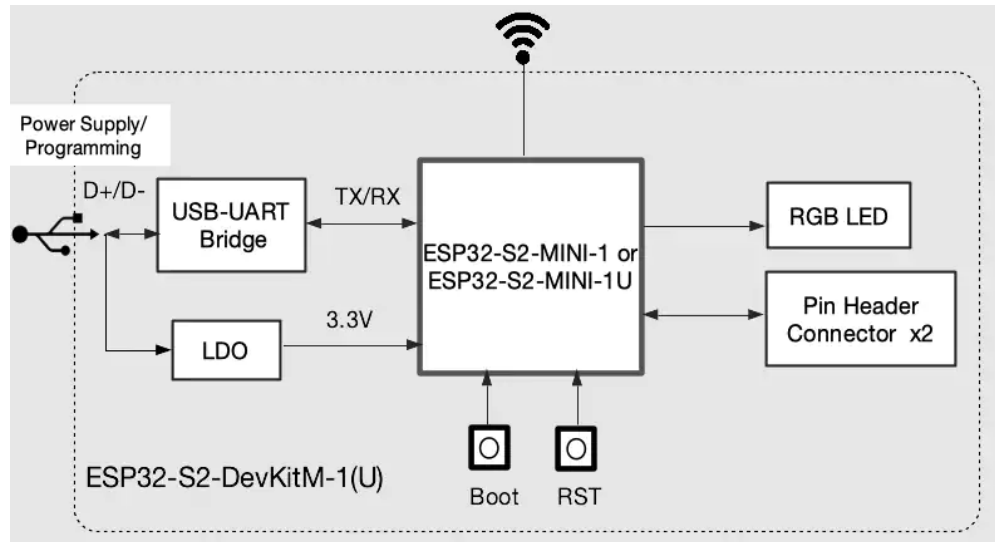 Power Supply/
Programming
D+/D-
USB-UART
Bridge
TX/RX
ESP32-S2-MINI-1 or
ESP32-S2-MINI-1U
RGB LED
Pin Header
Connector x2
LDO
3.3V
Boot
RST
ESP32-S2-DevKitM-1(U)